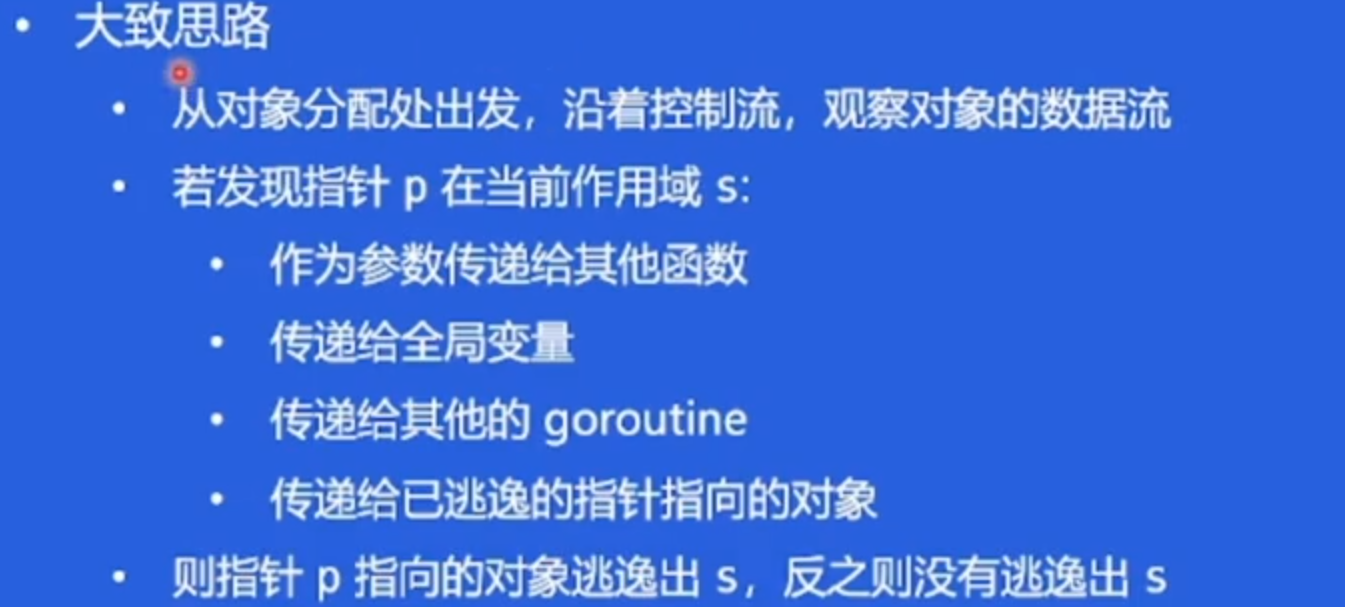 • 大致思路
• 从对象分配处出发，沿着控制流，观察对象的数据流
• 若发现指针 p 在当前作用域 s:
• 作为参数传递给其他函数
• 传递给全局变量
• 传递给其他的 goroutine
• 传递给已逃逸的指针指向的对象
• 则指针 p 指向的对象逃逸出 s，反之则没有逃逸出 s